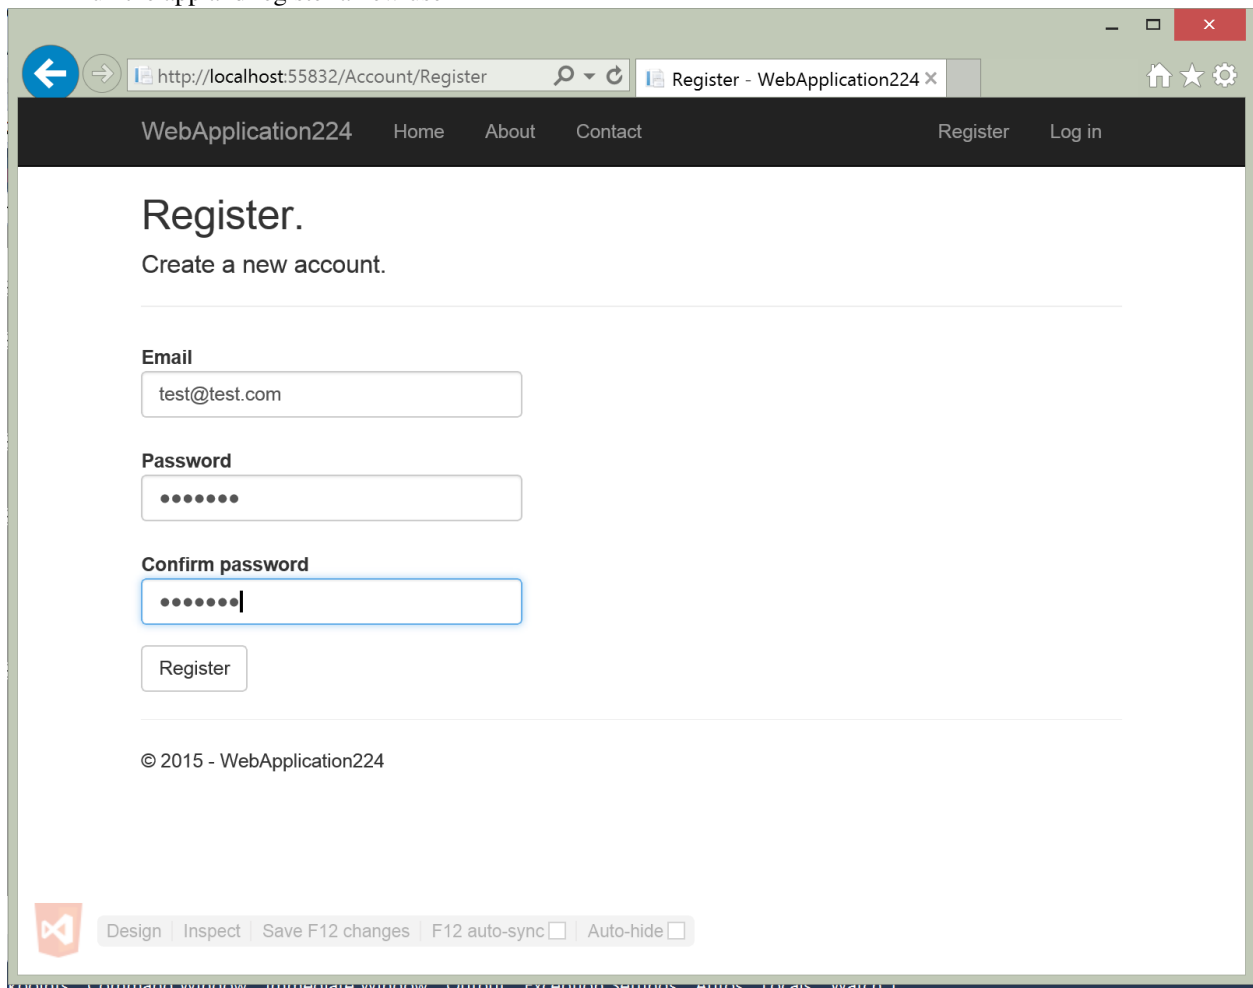 http://localhost:55832/Account/Register
Register - WebApplication224
WebApplication224 Home About Contact Register Log in
Register.
Create a new account.
Email
test@test.com
Password
Confirm password
Register
© 2015 - WebApplication224
Design Inspect Save F12 changes F12 auto-sync Auto-hide